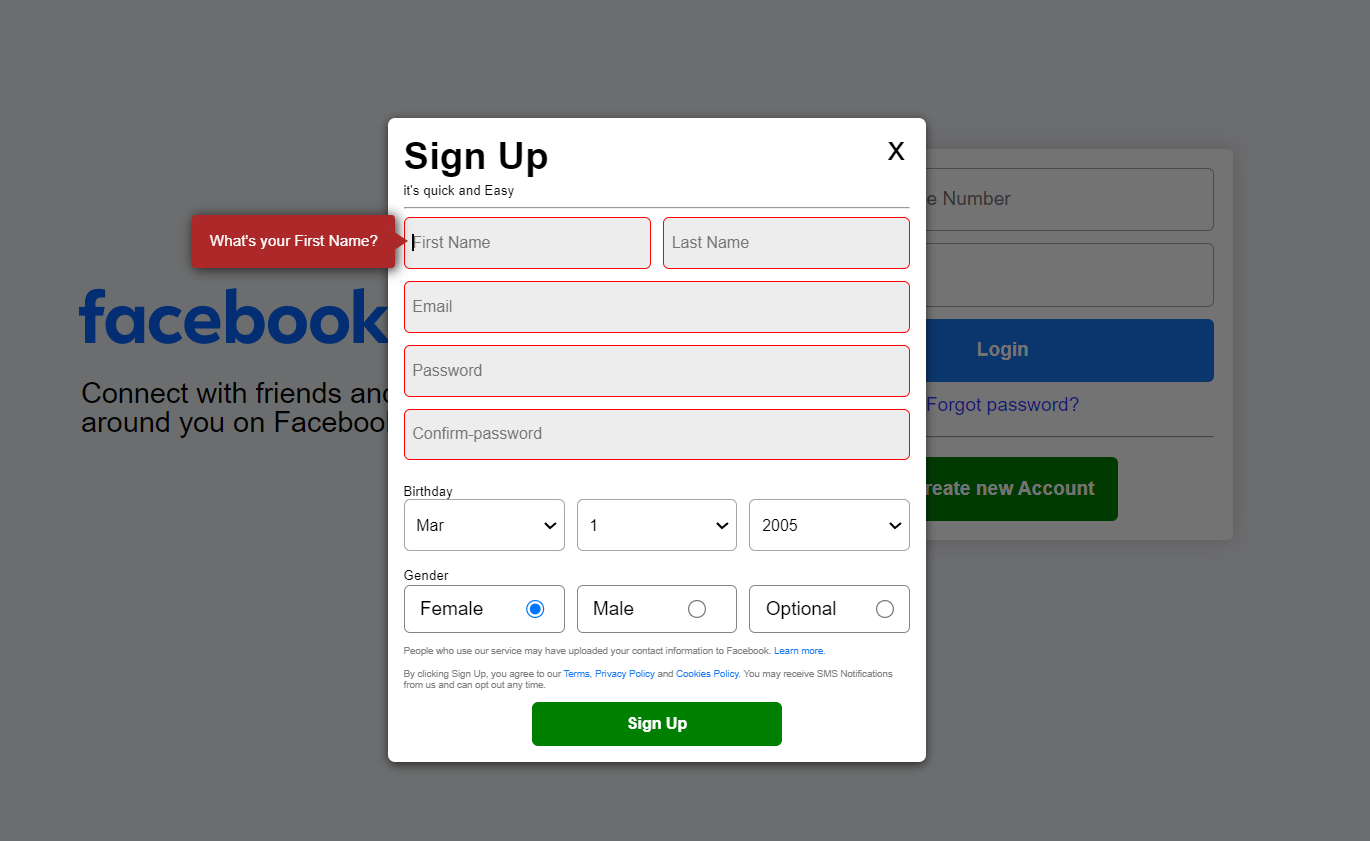 Sign Up
X
it's quick and Easy
What's your First Name?
First Name
Last Name
Email
Password
Confirm-password
Birthday
Mar
1
2005
Gender
Female
Male
Optional
People who use our service may have uploaded your contact information to Facebook. Learn more.
By clicking Sign Up, you agree to our Terms, Privacy Policy and Cookies Policy. You may receive SMS Notifications
from us and can opt out any time.
Sign Up
facebook
Connect with friends and
around you on Facebook
Number
Login
Forgot password?
new Account